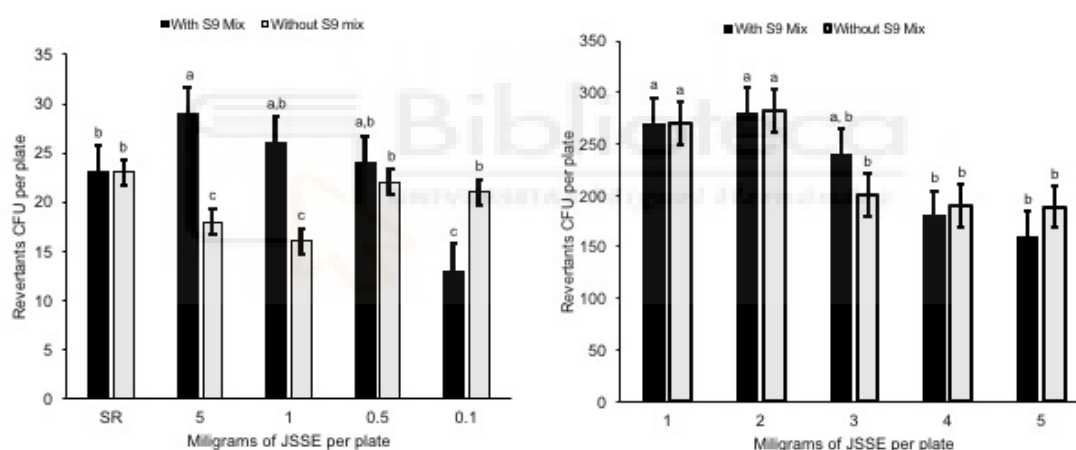 With S9 Mix Without S9 mix
35
30
25
20
15
10
5
0
Revertants CFU per plate
b b a c a,b c a,b b c b
SR 5 1 0.5 0.1
Miligrams of JSSE per plate
With S9 Mix Without S9 Mix
350
300
250
200
150
100
50
0
Revertants CFU per plate
a a a a a, b b b b b b
1 2 3 4 5
Miligrams of JSSE per plate
Biblioteca